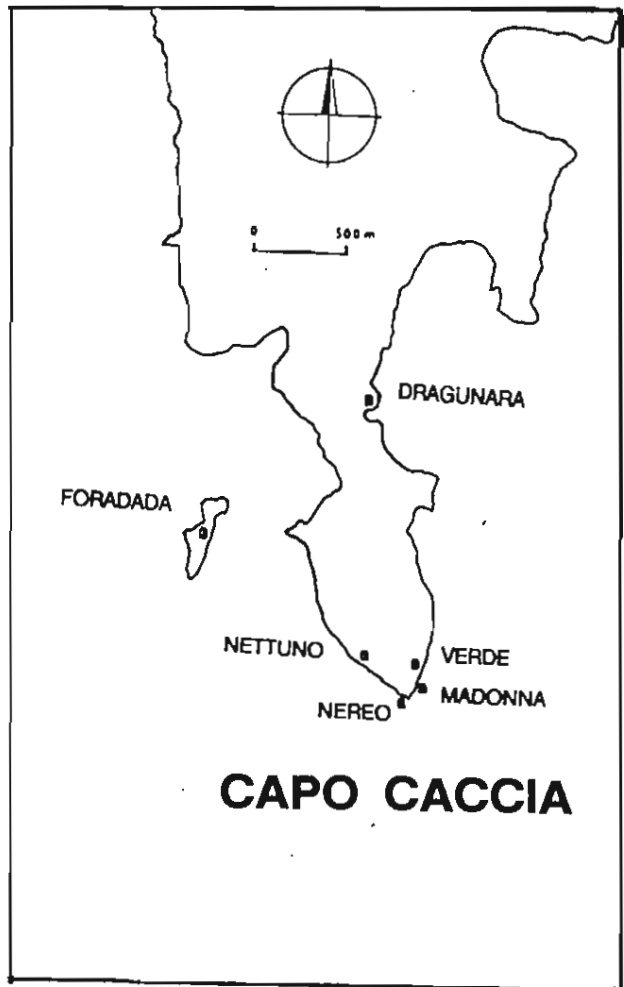 0 500 m
DRAGUNARA
FORADADA
NETTUNO
VERDE
MADONNA
NEREO
CAPO CACCIA